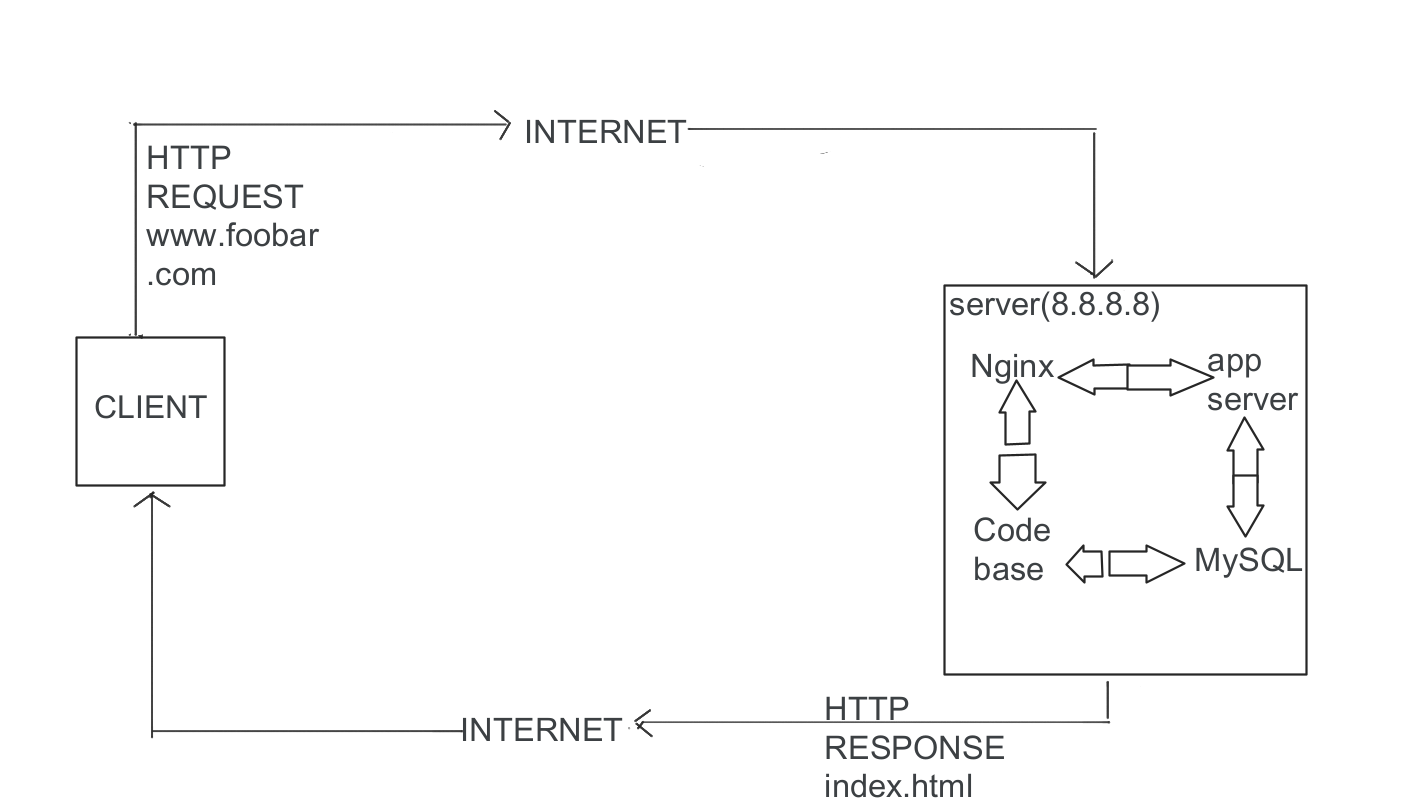 INTERNET
HTTP
REQUEST
www.foobar
.com
CLIENT
server(8.8.8.8)
Nginx
app
server
Code
base
MySQL
HTTP
RESPONSE
index.html
INTERNET